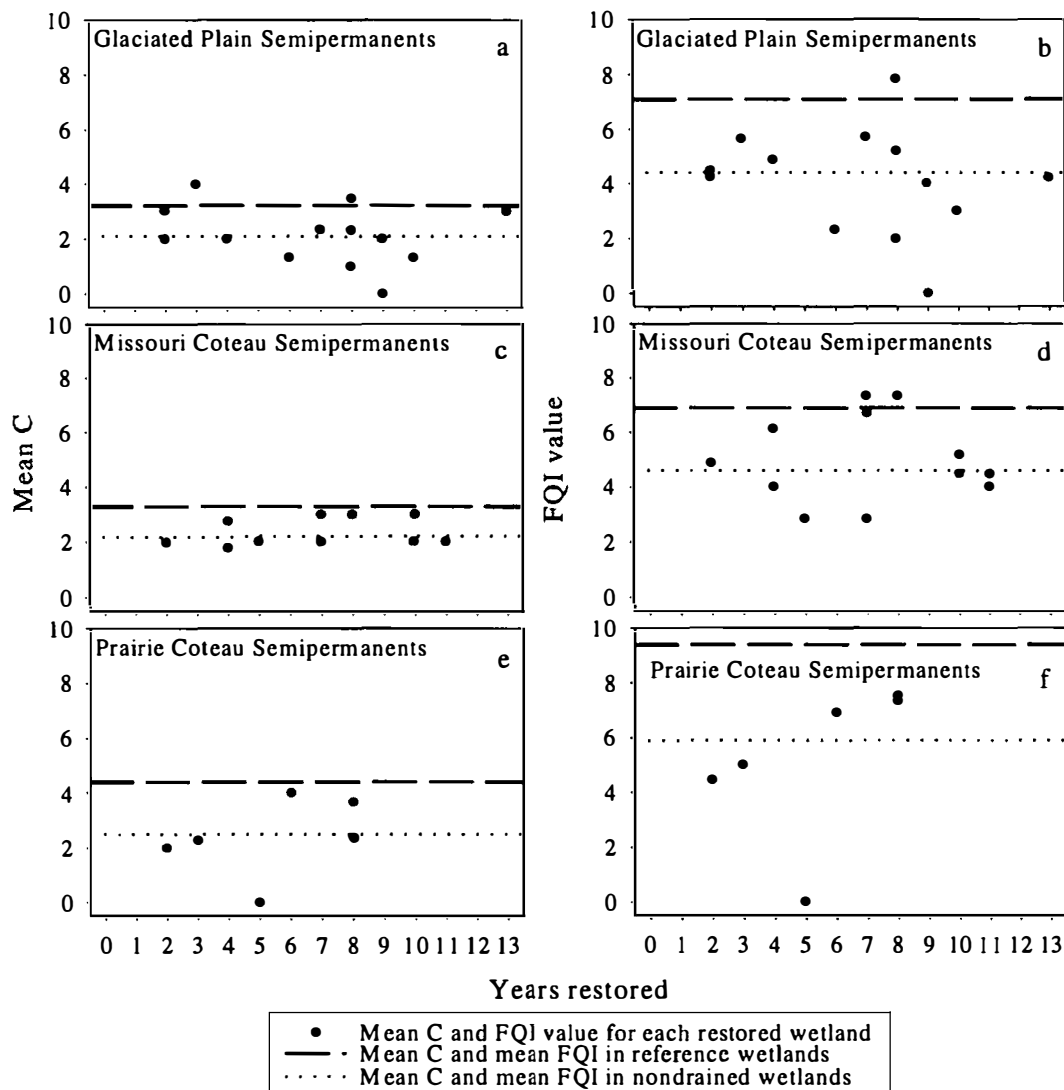 10
8
6
4
2
0
Glaciated Plain Semipermanents
a
10
8
6
4
2
0
Glaciated Plain Semipermanents
b
10
8
6
4
2
0
Missouri Coteau Semipermanents
c
10
8
6
4
2
0
Missouri Coteau Semipermanents
d
Mean C
FQI value
10
8
6
4
2
0
Prairie Coteau Semipermanents
e
10
8
6
4
2
0
Prairie Coteau Semipermanents
f
0 1 2 3 4 5 6 7 8 9 10 11 12 13
0 1 2 3 4 5 6 7 8 9 10 11 12 13
Years restored
Mean C and FQI value for each restored wetland
Mean C and mean FQI in reference wetlands
Mean C and mean FQI in nondrained wetlands